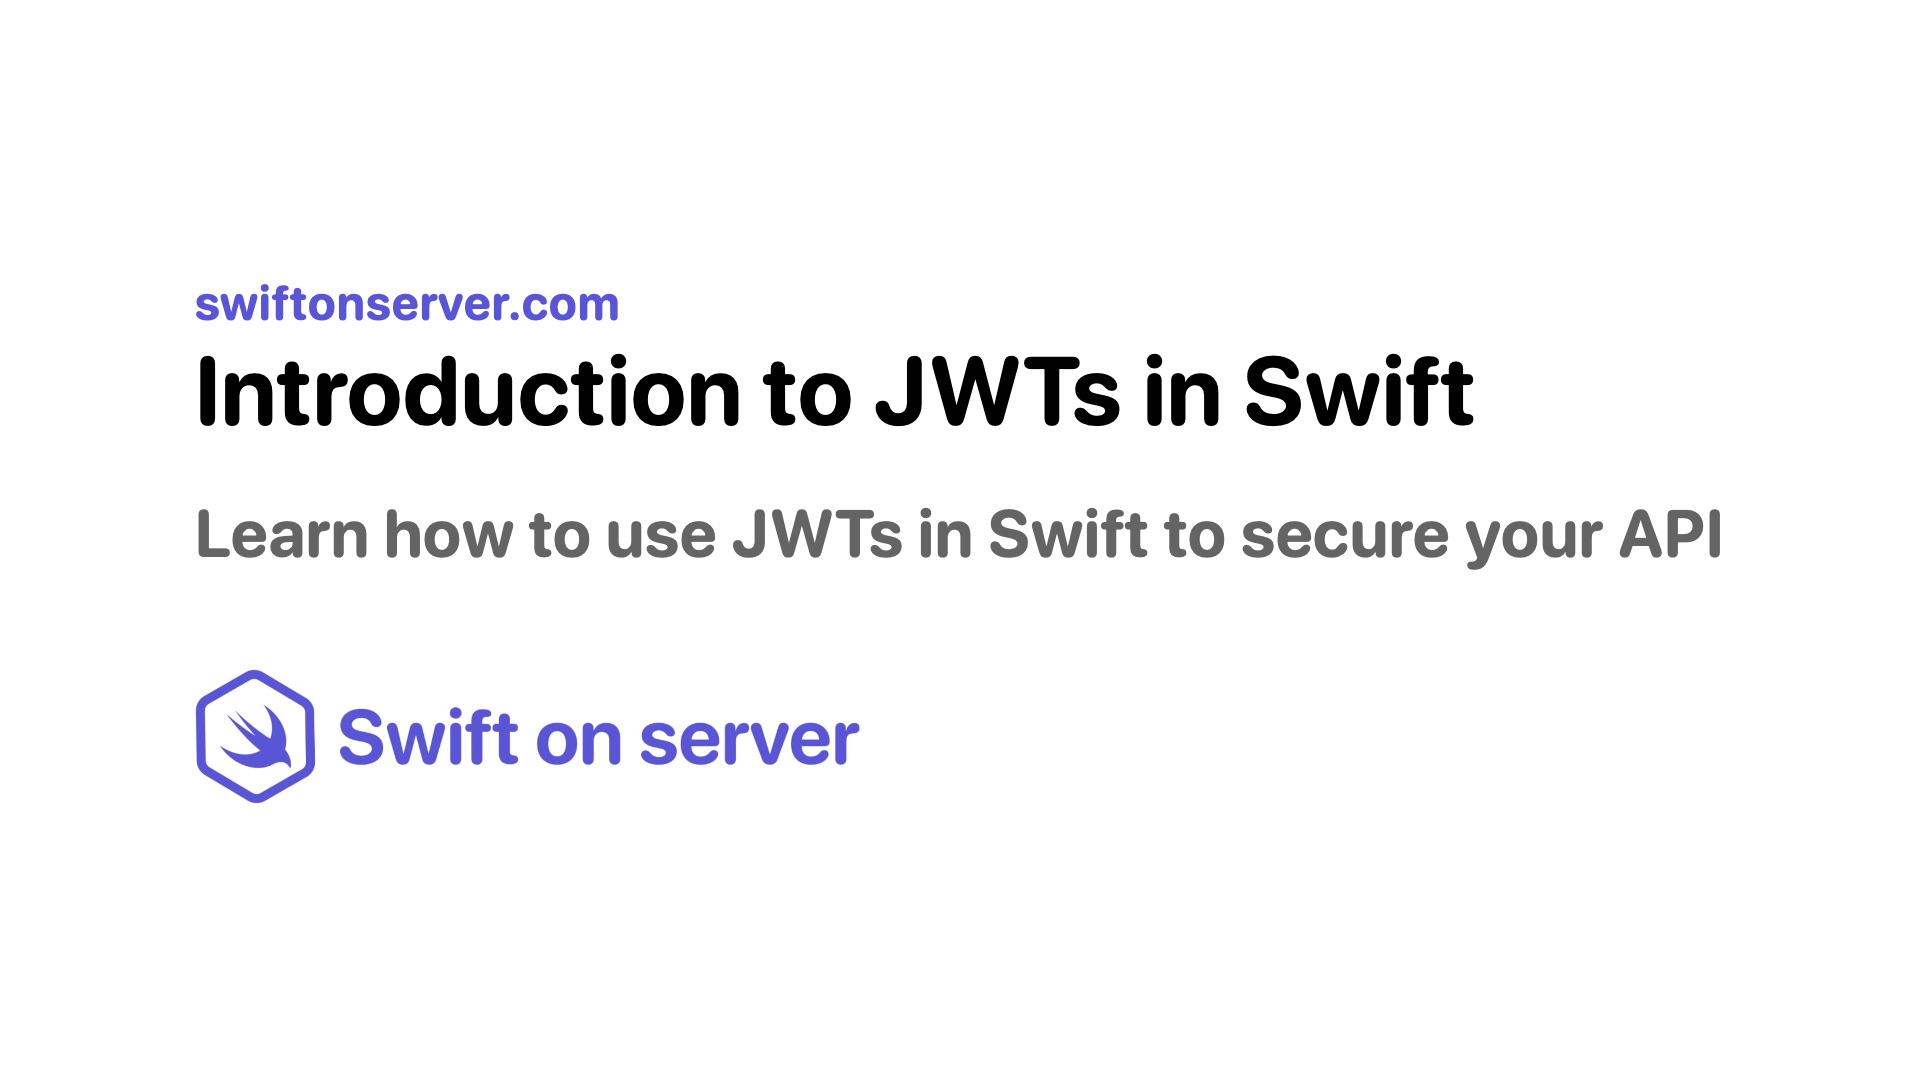 swiftonserver.com
Introduction to JWTs in Swift
Learn how to use JWTs in Swift to secure your API
Swift on server